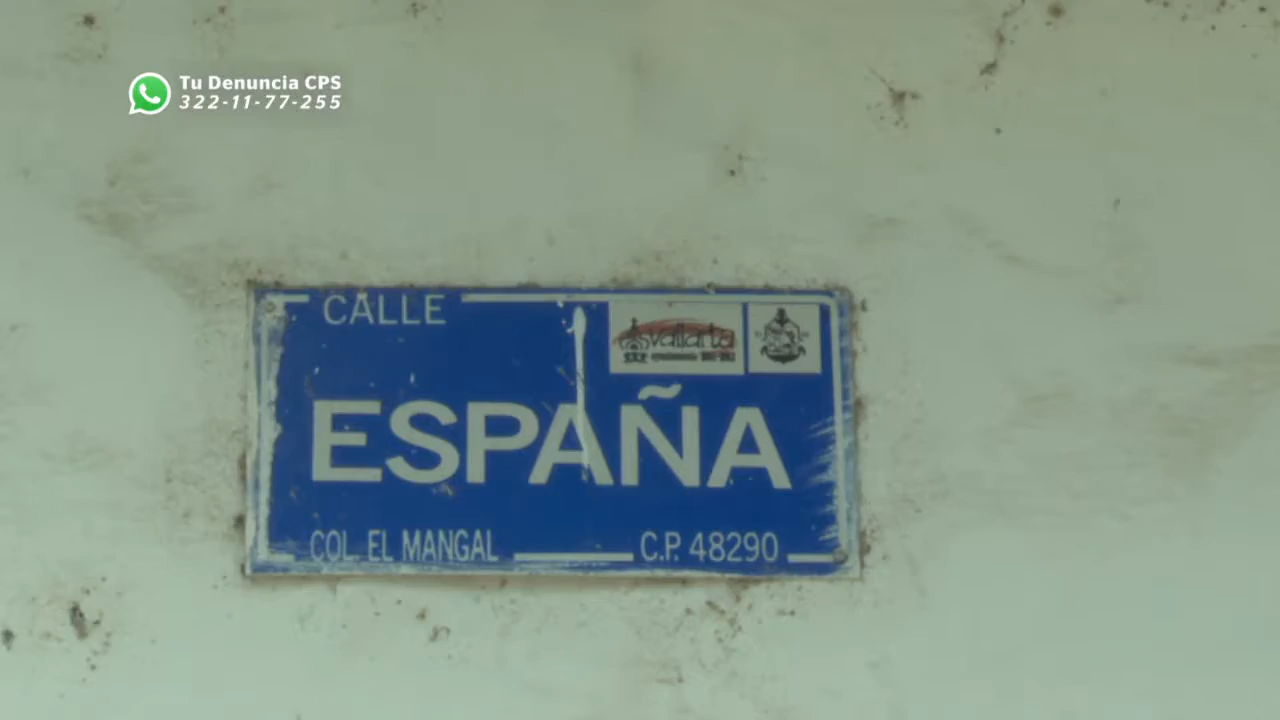 Tu Denuncia CPS
322-11-77-255
CALLE
vallarta
ESPAÑA
COL. EL MANGAL
C.P. 48290